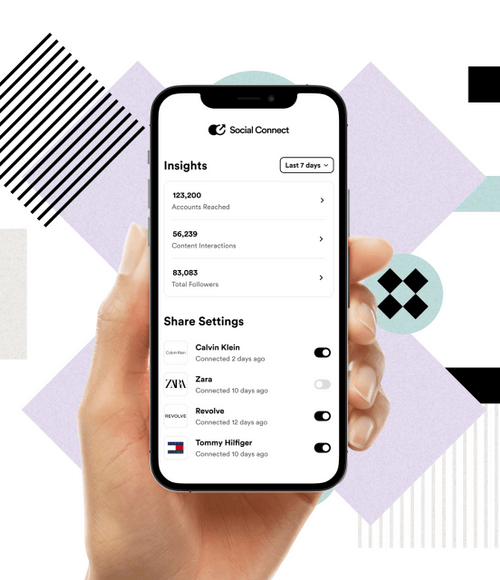 Social Connect
Insights
Last 7 days
123,200
Accounts Reached
56,239
Content Interactions
83,083
Total Followers
Share Settings
Calvin Klein
Calvin Klein
Connected 2 days ago
ZARA
Zara
Connected 10 days ago
REVOLVE
Revolve
Connected 12 days ago
Tommy Hilfiger
Connected 10 days ago